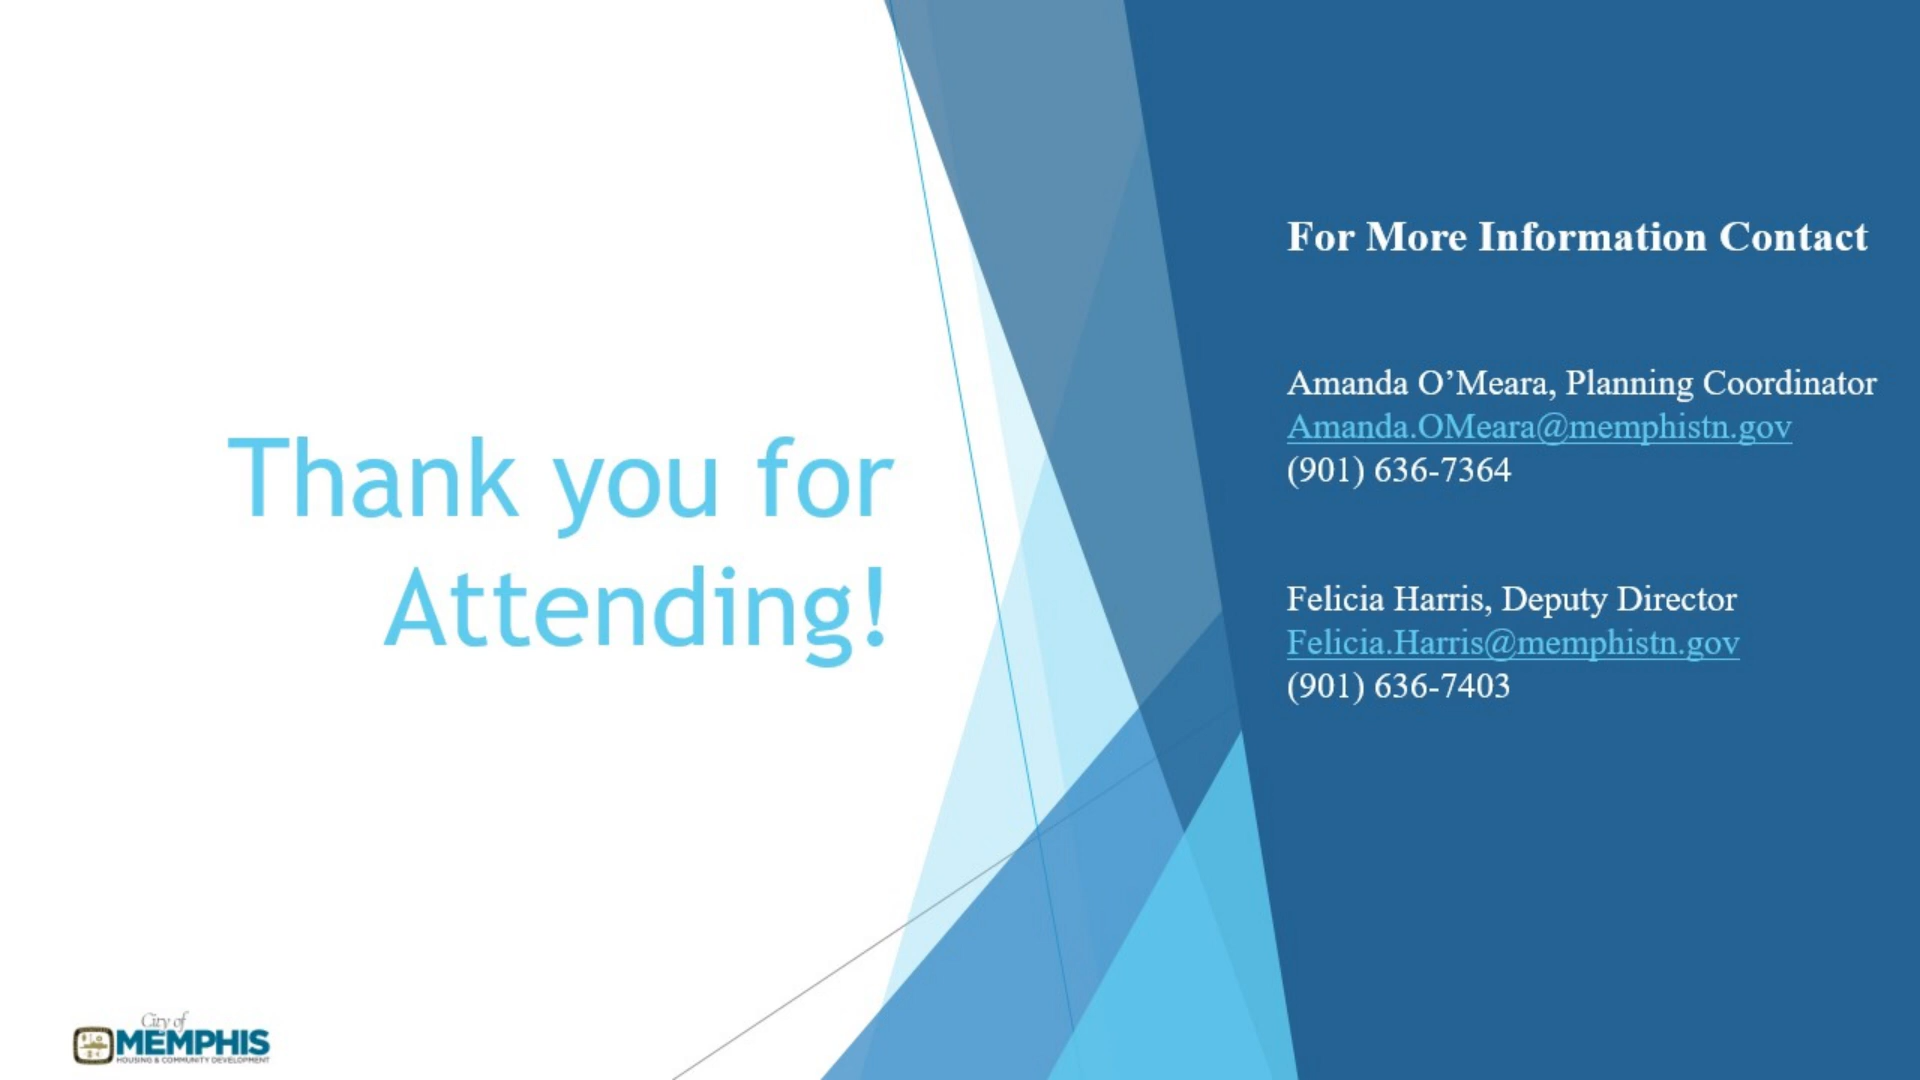 Thank you for
Attending!
For More Information Contact
Amanda O’Meara, Planning Coordinator
Amanda.OMeara@memphistn.gov
(901) 636-7364
Felicia Harris, Deputy Director
Felicia.Harris@memphistn.gov
(901) 636-7403
City of
MEMPHIS
HOUSING & COMMUNITY DEVELOPMENT